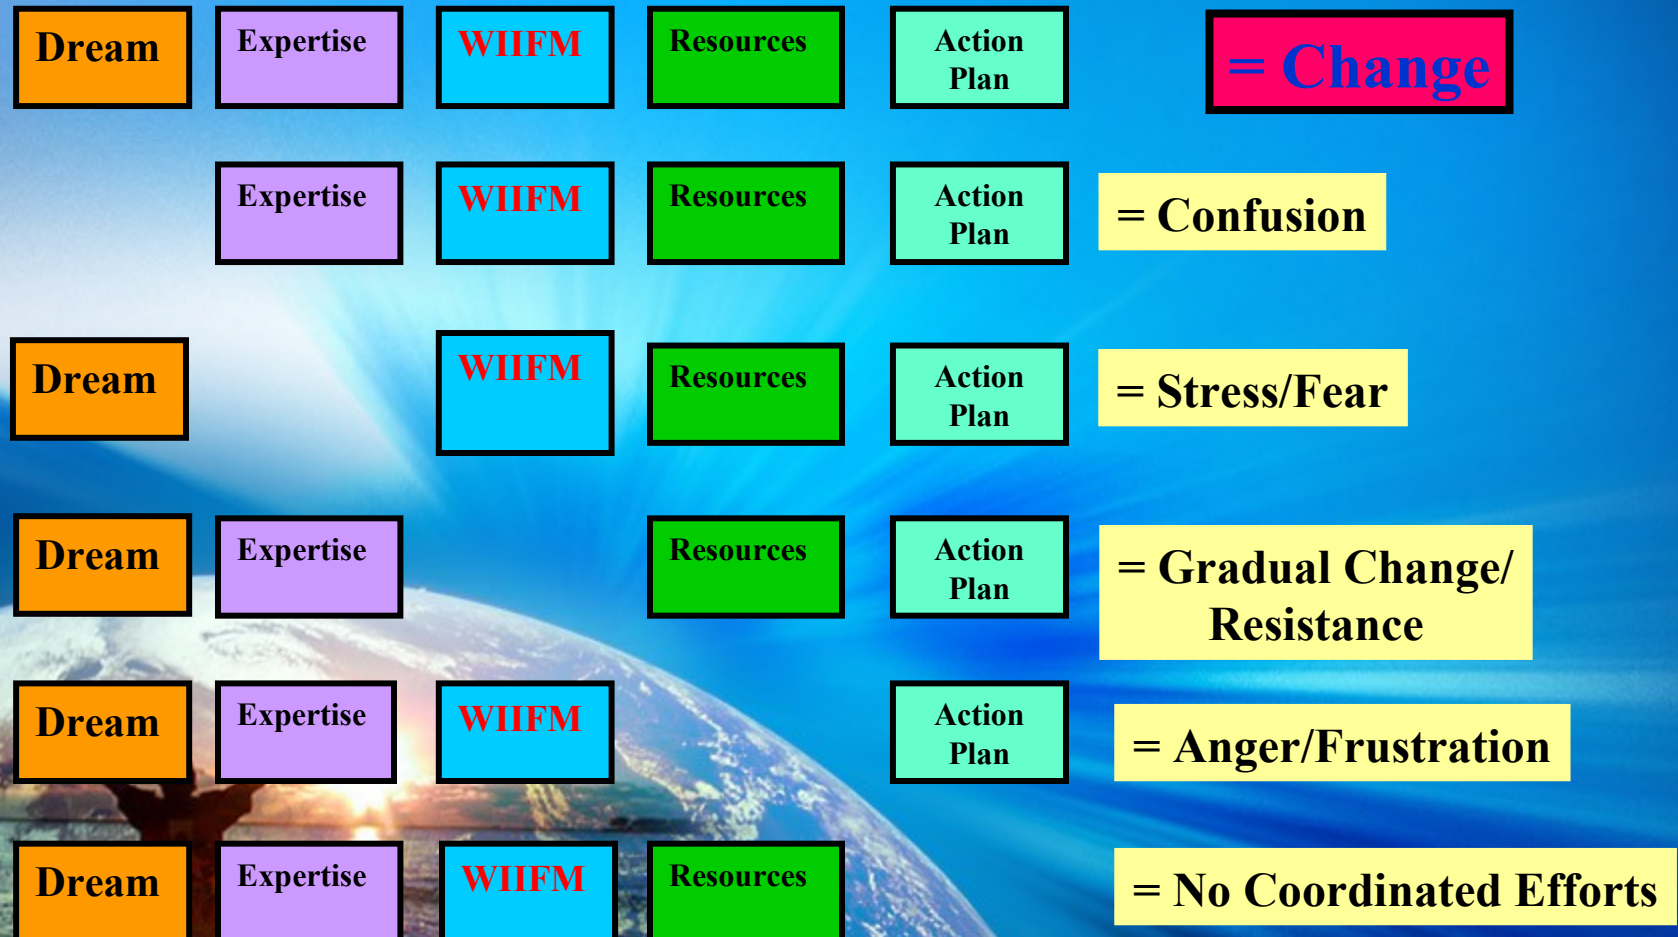 Dream Expertise WIIFM Resources Action = Change
Plan
Expertise WIIFM Resources Action = Confusion
Plan
Dream WIIFM Resources Action = Stress/Fear
Plan
Dream Expertise Resources Action = Gradual Change/
Plan Resistance
Dream Expertise WIIFM Action = Anger/Frustration
Plan
Dream Expertise WIIFM Resources = No Coordinated Efforts